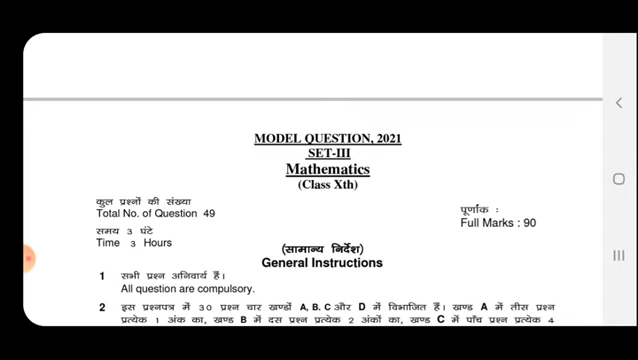 MODEL QUESTION, 2021
SET-III
Mathematics
(Class Xth)
कुल प्रश्नों की संख्या
Total No. of Question 49
पूर्णांक :
Full Marks : 90
समय 3 घंटे
Time 3 Hours
(सामान्य निर्देश)
General Instructions
1 सभी प्रश्न अनिवार्य हैं।
All question are compulsory.
2 इस प्रश्नपत्र में 30 प्रश्न चार खण्डों A, B. C और D में विभाजित हैं। खण्ड A में तीस प्रश्न
प्रत्येक 1 अंक का, खण्ड B में दस प्रश्न प्रत्येक 2 अंकों का, खण्ड C में पाँच प्रश्न प्रत्येक 4